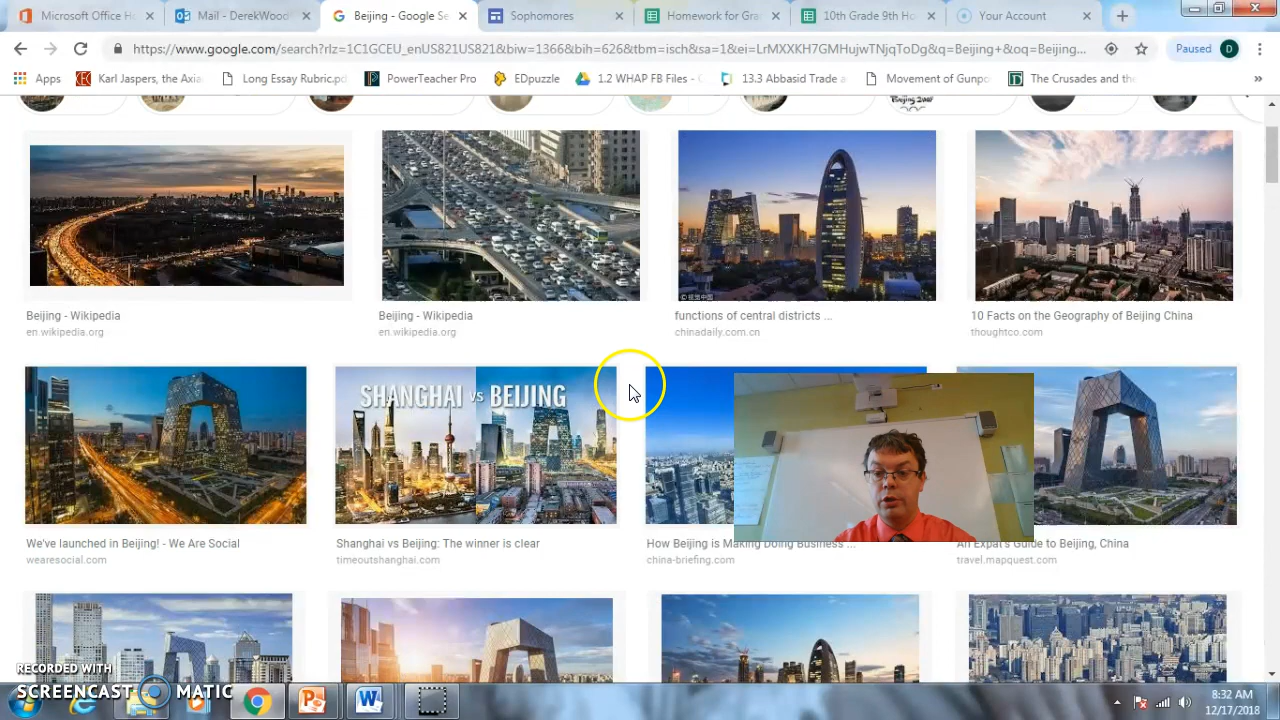 Microsoft Office Ho
Mail - DerekWood
Beijing - Google Se
Sophomores
Homework for Gra
10th Grade 9th Ho
Your Account
https://www.google.com/search?rlz=1C1GCEU_enUS821US821&biw=1366&bih=626&tbm=isch&sa=1&ei=LrMXXKH7GMHujwTNjqToDg&q=Beijing+&oq=Beijing...
Paused
D
Apps
Karl Jaspers, the Axia
Long Essay Rubric.pd
PowerTeacher Pro
EDpuzzle
1.2 WHAP FB Files - G
13.3 Abbasid Trade a
Movement of Gunpo
The Crusades and the
»
Beijing - Wikipedia
en.wikipedia.org
Beijing - Wikipedia
en.wikipedia.org
functions of central districts ...
chinadaily.com.cn
10 Facts on the Geography of Beijing China
thoughtco.com
SHANGHAI vs BEIJING
We've launched in Beijing! - We Are Social
wearesocial.com
Shanghai vs Beijing: The winner is clear
timeoutshanghai.com
How Beijing is Making Doing Business ...
china-briefing.com
An Expat's Guide to Beijing, China
travel.mapquest.com
RECORDED WITH
SCREENCAST MATIC
8:32 AM
12/17/2018